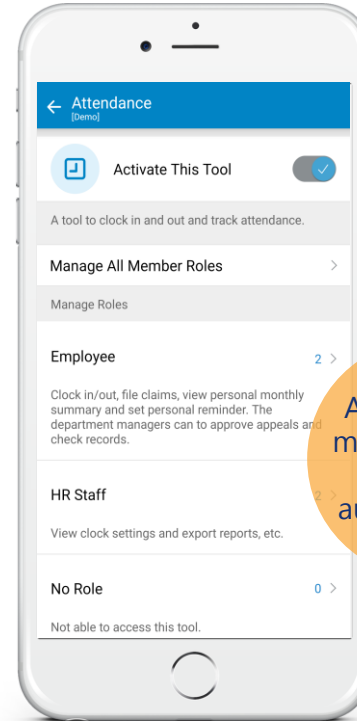 Attendance
[Demo]
Activate This Tool
A tool to clock in and out and track attendance.
Manage All Member Roles
Manage Roles
Employee 2
Clock in/out, file claims, view personal monthly
summary and set personal reminder. The
department managers can to approve appeals and
check records.
HR Staff 2
View clock settings and export reports, etc.
No Role 0
Not able to access this tool.